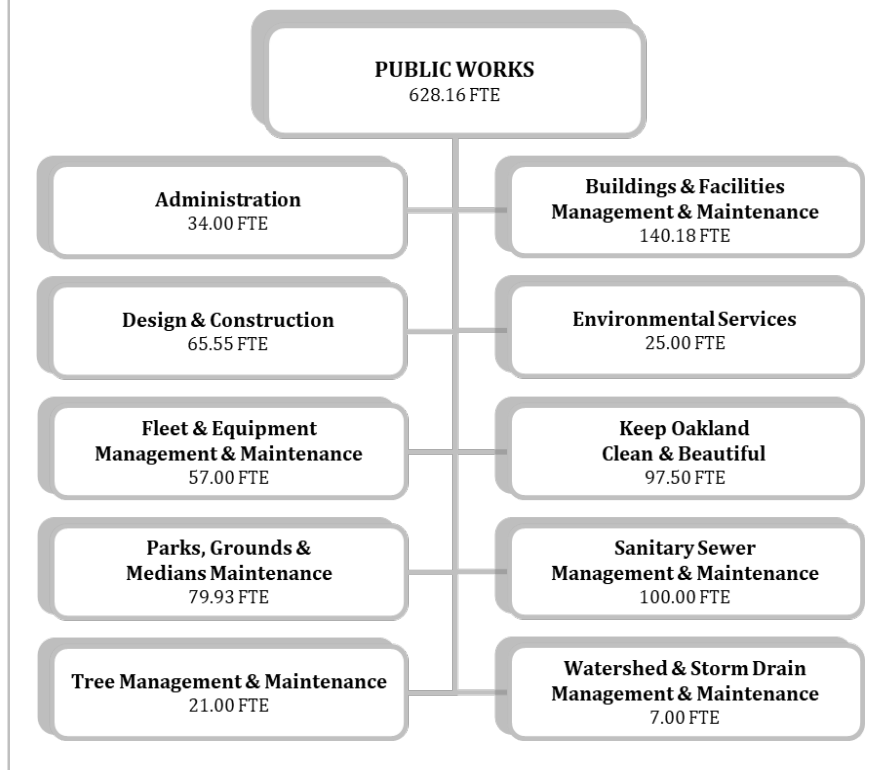 PUBLIC WORKS
628.16 FTE
Administration
34.00 FTE
Buildings & Facilities
Management & Maintenance
140.18 FTE
Design & Construction
65.55 FTE
Environmental Services
25.00 FTE
Fleet & Equipment
Management & Maintenance
57.00 FTE
Keep Oakland
Clean & Beautiful
97.50 FTE
Parks, Grounds &
Medians Maintenance
79.93 FTE
Sanitary Sewer
Management & Maintenance
100.00 FTE
Tree Management & Maintenance
21.00 FTE
Watershed & Storm Drain
Management & Maintenance
7.00 FTE